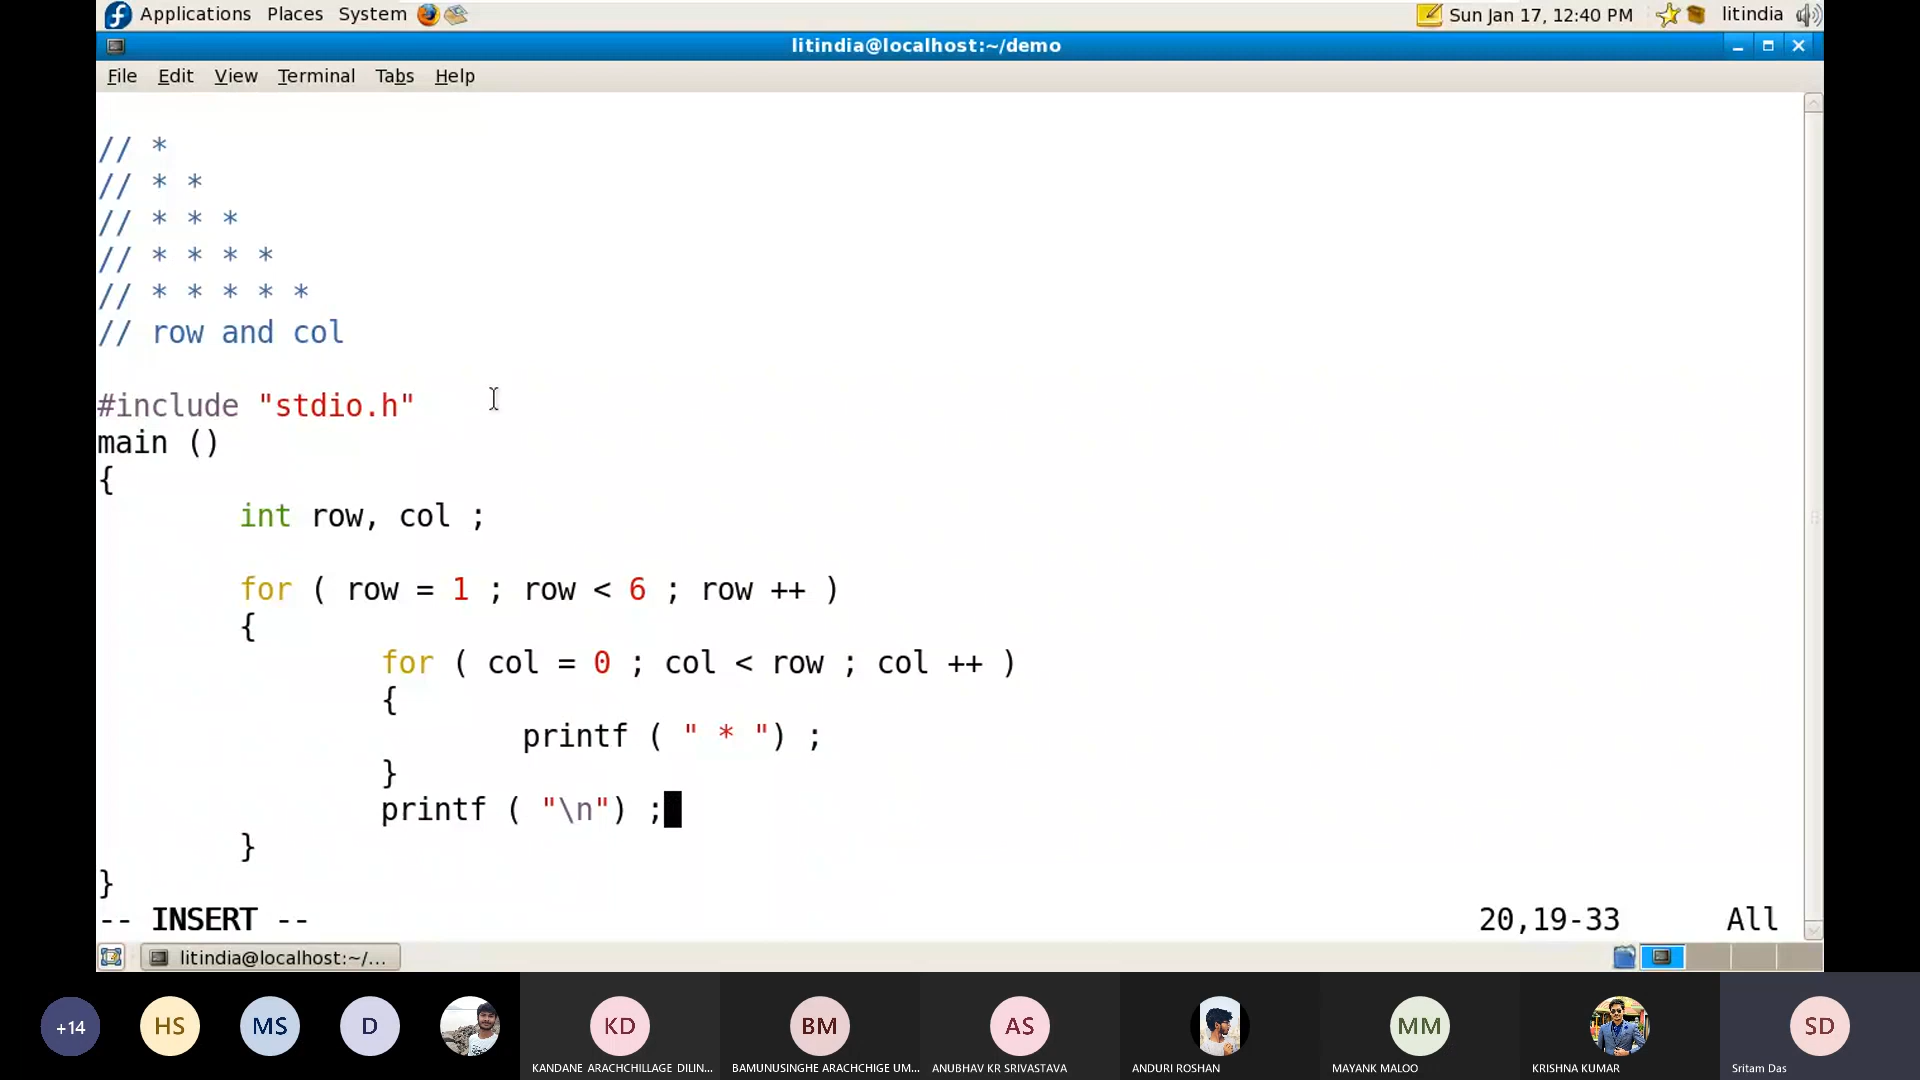 Applications Places System Sun Jan 17, 12:40 PM litindia
litindia@localhost:~/demo
File Edit View Terminal Tabs Help
// *
// * *
// * * *
// * * * *
// * * * * *
// row and col
#include "stdio.h"
main ()
{
int row, col ;
for ( row = 1 ; row < 6 ; row ++ )
{
for ( col = 0 ; col < row ; col ++ )
{
printf ( " * ") ;
}
printf ( "\n") ;
}
}
-- INSERT -- 20,19-33 All
litindia@localhost:~/...
+14 HS MS D KD BM AS MM SD
KANDANE ARACHCHILLAGE DILIN... BAMUNUSINGHE ARACHCHIGE UM... ANUBHAV KR SRIVASTAVA ANDURI ROSHAN MAYANK MALOO KRISHNA KUMAR Sritam Das